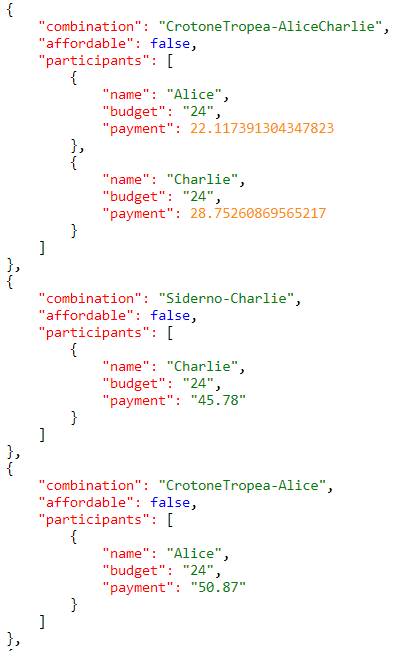 {
    "combination": "CrotoneTropea-AliceCharlie",
    "affordable": false,
    "participants": [
        {
            "name": "Alice",
            "budget": "24",
            "payment": 22.117391304347823
        },
        {
            "name": "Charlie",
            "budget": "24",
            "payment": 28.75260869565217
        }
    ]
},
{
    "combination": "Siderno-Charlie",
    "affordable": false,
    "participants": [
        {
            "name": "Charlie",
            "budget": "24",
            "payment": "45.78"
        }
    ]
},
{
    "combination": "CrotoneTropea-Alice",
    "affordable": false,
    "participants": [
        {
            "name": "Alice",
            "budget": "24",
            "payment": "50.87"
        }
    ]
},